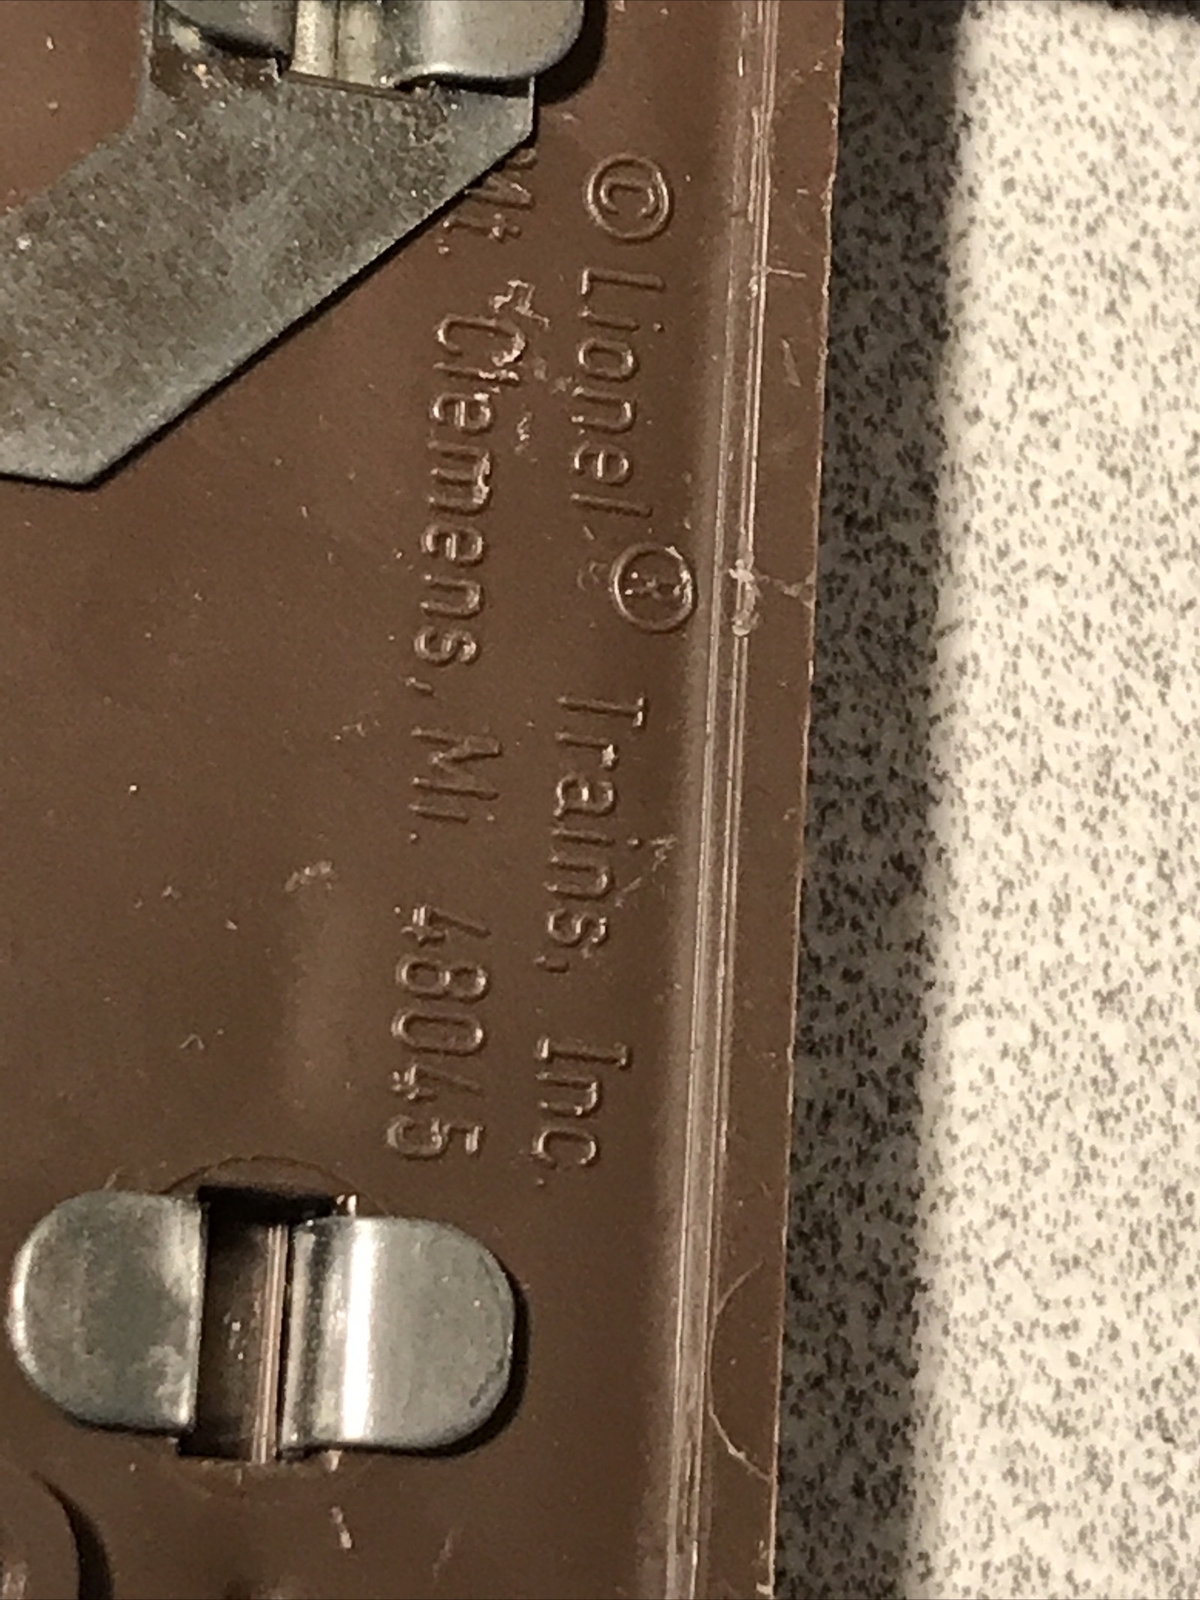 © Lionel ® Trains, Inc.
Mt. Clemens, MI. 48045